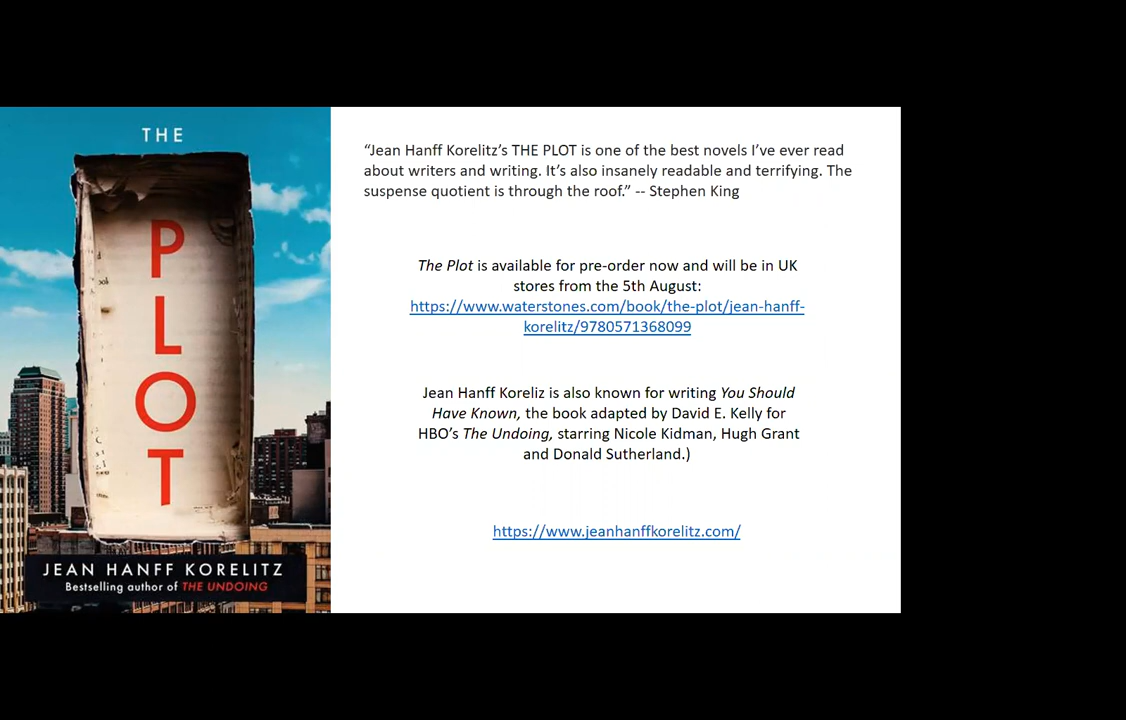 THE
PLOT
JEAN HANFF KORELITZ
Bestselling author of THE UNDOING
“Jean Hanff Korelitz’s THE PLOT is one of the best novels I’ve ever read
about writers and writing. It’s also insanely readable and terrifying. The
suspense quotient is through the roof.” -- Stephen King
The Plot is available for pre-order now and will be in UK
stores from the 5th August:
https://www.waterstones.com/book/the-plot/jean-hanff-
korelitz/9780571368099
Jean Hanff Koreliz is also known for writing You Should
Have Known, the book adapted by David E. Kelly for
HBO’s The Undoing, starring Nicole Kidman, Hugh Grant
and Donald Sutherland.)
https://www.jeanhanffkorelitz.com/